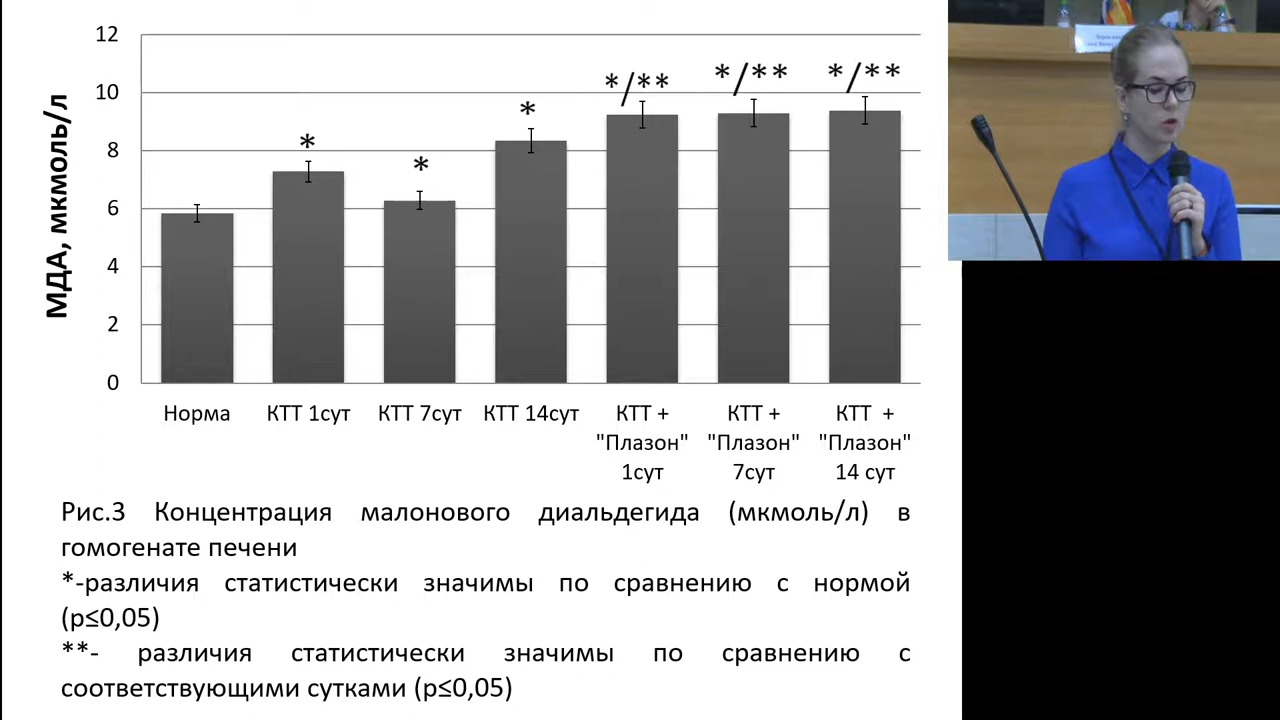 12
10
8
6
4
2
0
МДА, мкмоль/л
*
*
*
*/**
*/**
*/**
Норма
КТТ 1сут
КТТ 7сут
КТТ 14сут
КТТ +
"Плазон"
1сут
КТТ +
"Плазон"
7сут
КТТ +
"Плазон"
14 сут
Рис.3 Концентрация малонового диальдегида (мкмоль/л) в
гомогенате печени
*-различия статистически значимы по сравнению с нормой
(р≤0,05)
**- различия статистически значимы по сравнению с
соответствующими сутками (р≤0,05)